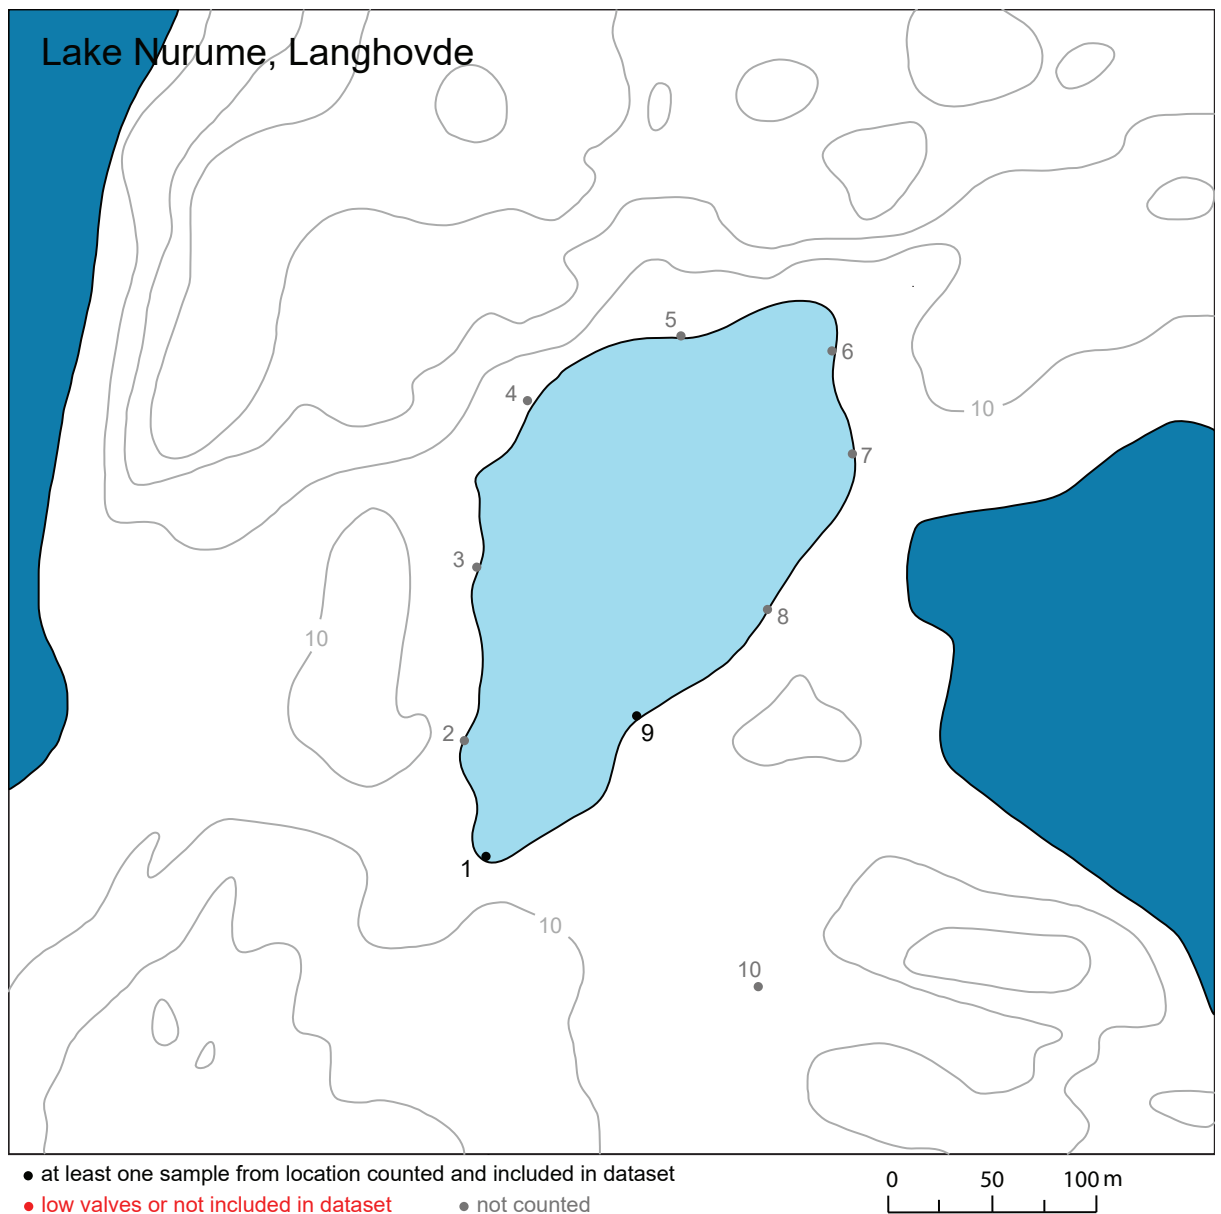 Lake Nurume, Langhovde
5
6
4
10
7
3
8
10
2
9
1
10
10
at least one sample from location counted and included in dataset
low valves or not included in dataset
not counted
0 50 100 m